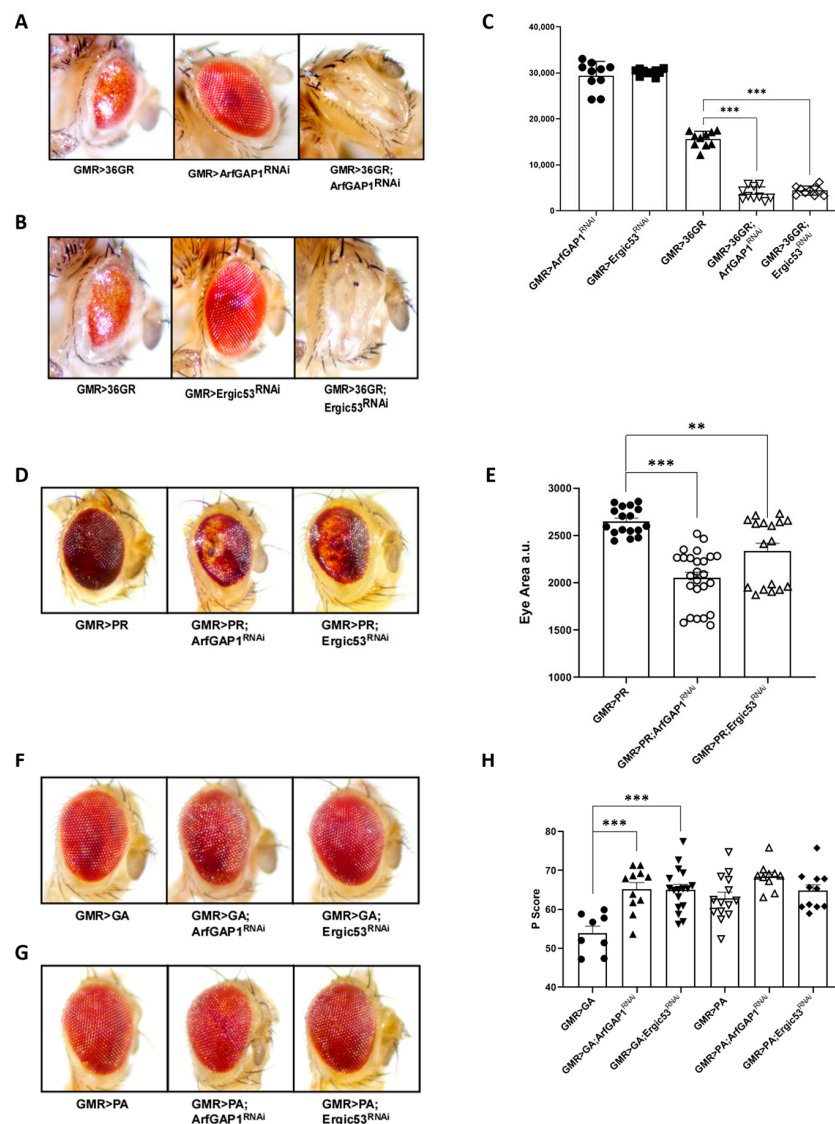 A
GMR>36GR
GMR>ArfGAP1RNAi
GMR>36GR;
ArfGAP1RNAi
B
GMR>36GR
GMR>Ergic53RNAi
GMR>36GR;
Ergic53RNAi
C
40,000
30,000
20,000
10,000
0
***
***
GMR>ArfGAP1RNAi
GMR>Ergic53RNAi
GMR>36GR
GMR>36GR;
ArfGAP1RNAi
GMR>36GR;
Ergic53RNAi
D
GMR>PR
GMR>PR;
ArfGAP1RNAi
GMR>PR;
Ergic53RNAi
E
Eye Area a.u.
3000
2500
2000
1500
1000
**
***
GMR>PR
GMR>PR;ArfGAP1RNAi
GMR>PR;Ergic53RNAi
F
GMR>GA
GMR>GA;
ArfGAP1RNAi
GMR>GA;
Ergic53RNAi
G
GMR>PA
GMR>PA;
ArfGAP1RNAi
GMR>PA;
Ergic53RNAi
H
P Score
80
70
60
50
40
***
***
GMR>GA
GMR>GA;ArfGAP1RNAi
GMR>GA;Ergic53RNAi
GMR>PA
GMR>PA;ArfGAP1RNAi
GMR>PA;Ergic53RNAi